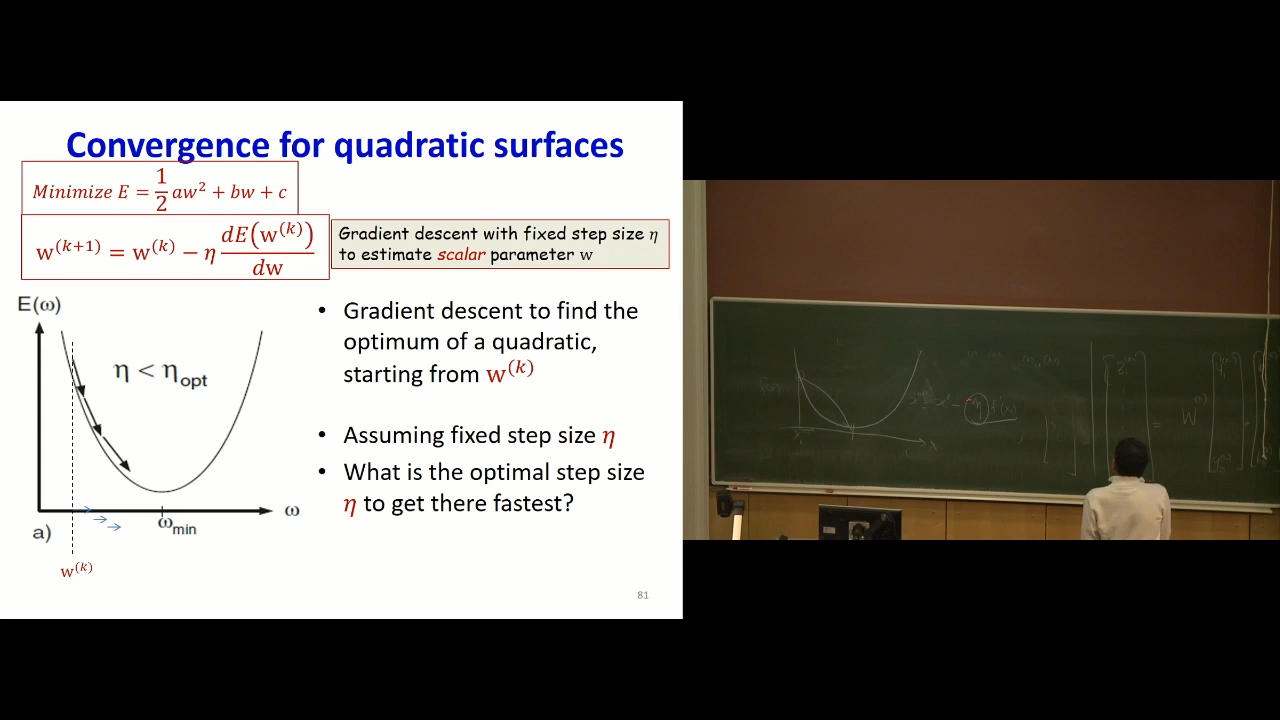 Convergence for quadratic surfaces
Minimize E = 1/2 aw² + bw + c
w^(k+1) = w^(k) − η dE(w^(k))/dw
Gradient descent with fixed step size η
to estimate scalar parameter w
E(ω)
η < η_opt
ω
ω_min
a)
w^(k)
• Gradient descent to find the
optimum of a quadratic,
starting from w^(k)
• Assuming fixed step size η
• What is the optimal step size
η to get there fastest?
81